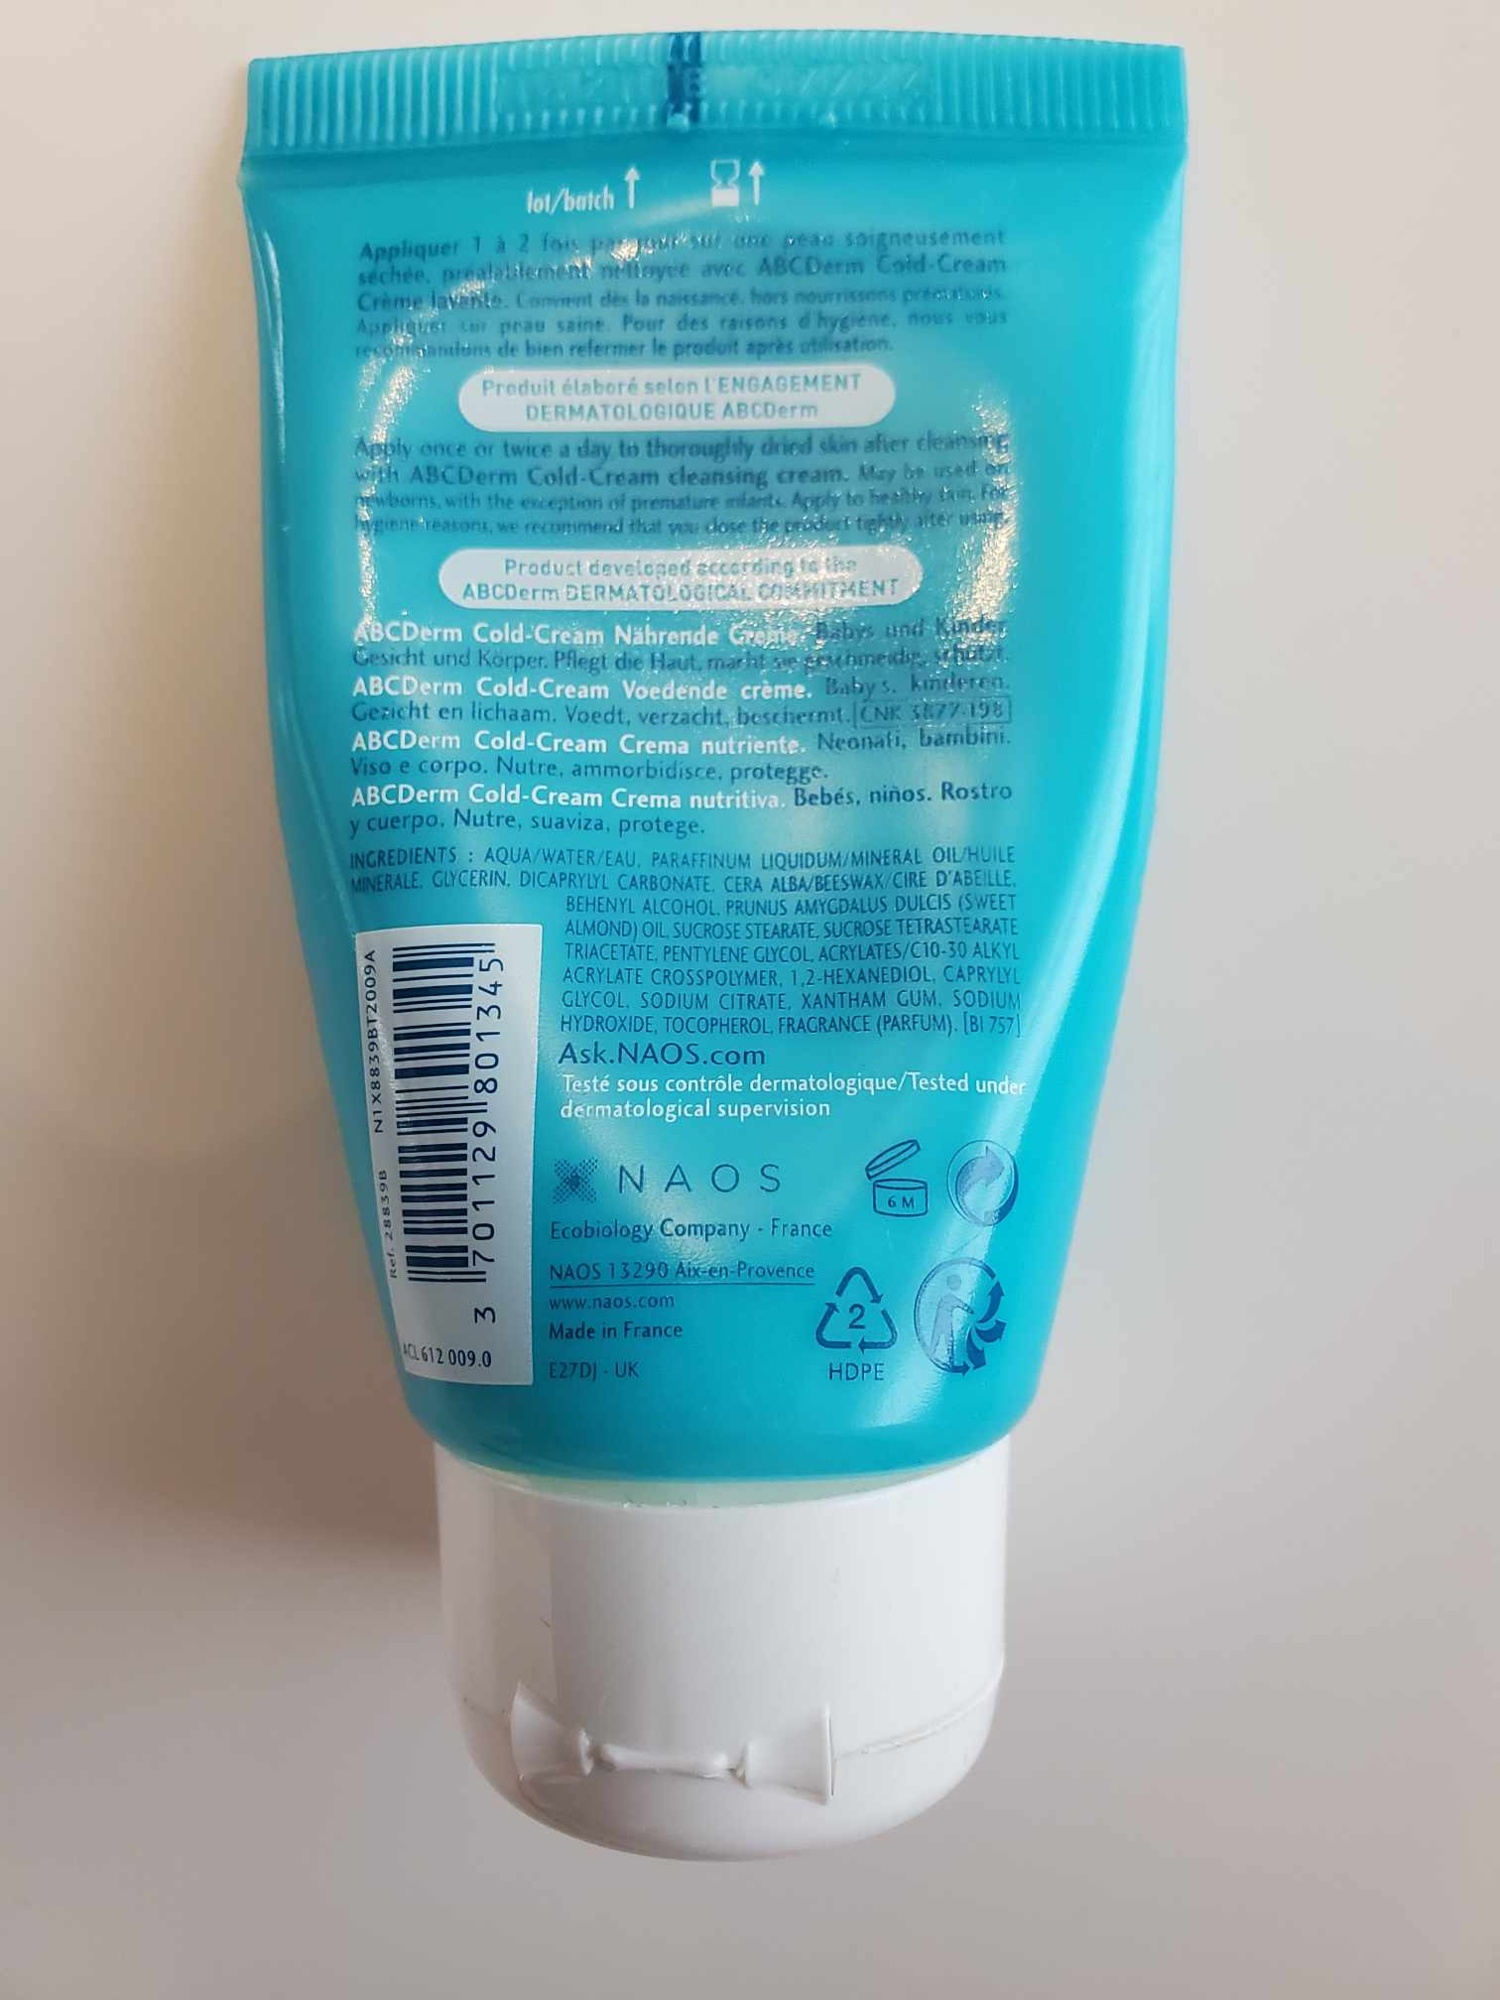 lot/batch
Appliquer 1 à 2 fois par jour sur une peau soigneusement
séchée, préalablement nettoyée avec ABCDerm Cold-Cream
Crème lavante. Convient dès la naissance, hors nourrissons prématurés.
Appliquer sur peau saine. Pour des raisons d'hygiène, nous vous
recommandons de bien refermer le produit après utilisation.
Produit élaboré selon L'ENGAGEMENT
DERMATOLOGIQUE ABCDerm
Apply once or twice a day to thoroughly dried skin after cleansing
with ABCDerm Cold-Cream cleansing cream. May be used on
newborns, with the exception of premature infants. Apply to healthy skin. For
hygiene reasons, we recommend that you close the product tightly after using.
Product developed according to the
ABCDerm DERMATOLOGICAL COMMITMENT
ABCDerm Cold-Cream Nährende Creme. Babys und Kinder.
Gesicht und Körper. Pflegt die Haut, macht sie geschmeidig, schützt.
ABCDerm Cold-Cream Voedende crème. Baby's. kinderen.
Gezicht en lichaam. Voedt, verzacht, beschermt. CNK 3877-198
ABCDerm Cold-Cream Crema nutriente. Neonati, bambini.
Viso e corpo. Nutre, ammorbidisce, protegge.
ABCDerm Cold-Cream Crema nutritiva. Bebés, niños. Rostro
y cuerpo. Nutre, suaviza, protege.
INGREDIENTS : AQUA/WATER/EAU, PARAFFINUM LIQUIDUM/MINERAL OIL/HUILE
MINERALE, GLYCERIN, DICAPRYLYL CARBONATE, CERA ALBA/BEESWAX/CIRE D'ABEILLE,
BEHENYL ALCOHOL, PRUNUS AMYGDALUS DULCIS (SWEET
ALMOND) OIL, SUCROSE STEARATE, SUCROSE TETRASTEARATE
TRIACETATE, PENTYLENE GLYCOL, ACRYLATES/C10-30 ALKYL
ACRYLATE CROSSPOLYMER, 1,2-HEXANEDIOL, CAPRYLYL
GLYCOL, SODIUM CITRATE, XANTHAM GUM, SODIUM
HYDROXIDE, TOCOPHEROL, FRAGRANCE (PARFUM). [BI 757]
Ask.NAOS.com
Testé sous contrôle dermatologique/Tested under
dermatological supervision
NAOS
6 M
Ecobiology Company - France
NAOS 13290 Aix-en-Provence
www.naos.com
Made in France
E27DJ - UK
2
HDPE
Ref. 28839B N1X8839BT2009A
3 701129 801345
ACL 612 009.0